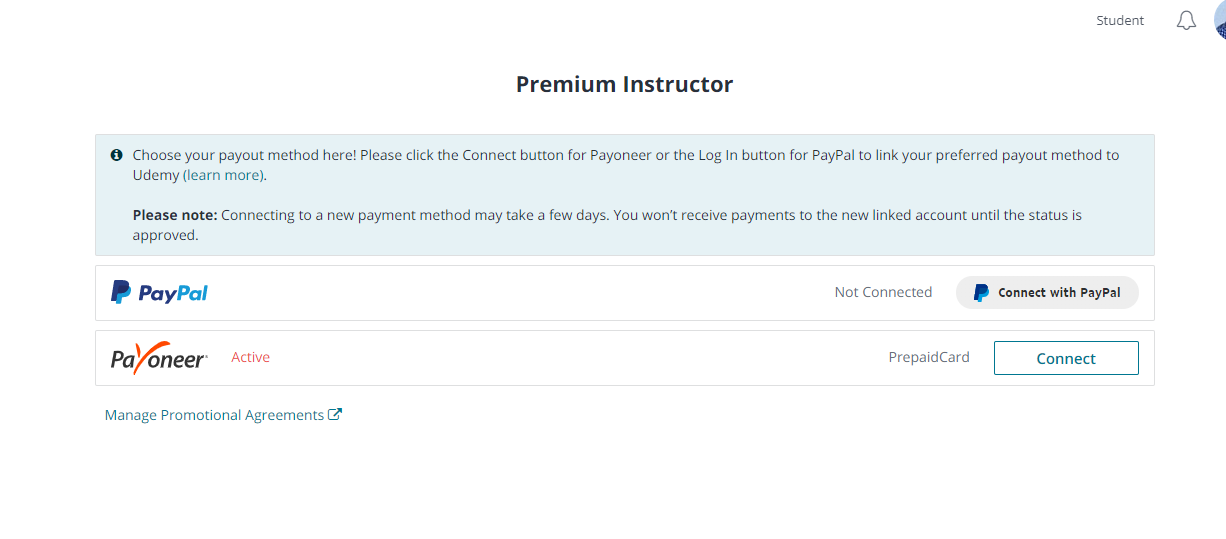 Student
Premium Instructor
Choose your payout method here! Please click the Connect button for Payoneer or the Log In button for PayPal to link your preferred payout method to
Udemy (learn more).
Please note: Connecting to a new payment method may take a few days. You won’t receive payments to the new linked account until the status is
approved.
PayPal Not Connected Connect with PayPal
Payoneer Active PrepaidCard Connect
Manage Promotional Agreements